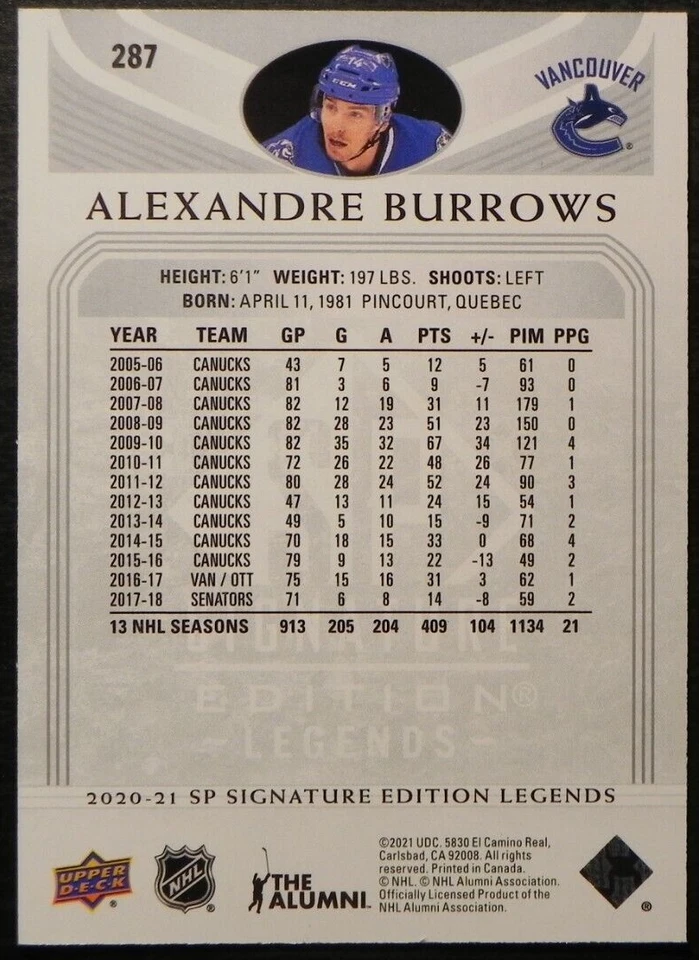 287
VANCOUVER
14
CCM
ALEXANDRE BURROWS
HEIGHT: 6'1" WEIGHT: 197 LBS. SHOOTS: LEFT
BORN: APRIL 11, 1981 PINCOURT, QUEBEC
YEAR TEAM GP G A PTS +/- PIM PPG
2005-06 CANUCKS 43 7 5 12 5 61 0
2006-07 CANUCKS 81 3 6 9 -7 93 0
2007-08 CANUCKS 82 12 19 31 11 179 1
2008-09 CANUCKS 82 28 23 51 23 150 0
2009-10 CANUCKS 82 35 32 67 34 121 4
2010-11 CANUCKS 72 26 22 48 26 77 1
2011-12 CANUCKS 80 28 24 52 24 90 3
2012-13 CANUCKS 47 13 11 24 15 54 1
2013-14 CANUCKS 49 5 10 15 -9 71 2
2014-15 CANUCKS 70 18 15 33 0 68 4
2015-16 CANUCKS 79 9 13 22 -13 49 2
2016-17 VAN / OTT 75 15 16 31 3 62 1
2017-18 SENATORS 71 6 8 14 -8 59 2
13 NHL SEASONS 913 205 204 409 104 1134 21
SIGNATURE
EDITION®
-LEGENDS-
2020-21 SP SIGNATURE EDITION LEGENDS
UPPER DECK ®
NHL ®
THE ALUMNI
©2021 UDC. 5830 El Camino Real,
Carlsbad, CA 92008. All rights
reserved. Printed in Canada.
© NHL. © NHL Alumni Association.
Officially Licensed Product of the
NHL Alumni Association.
®